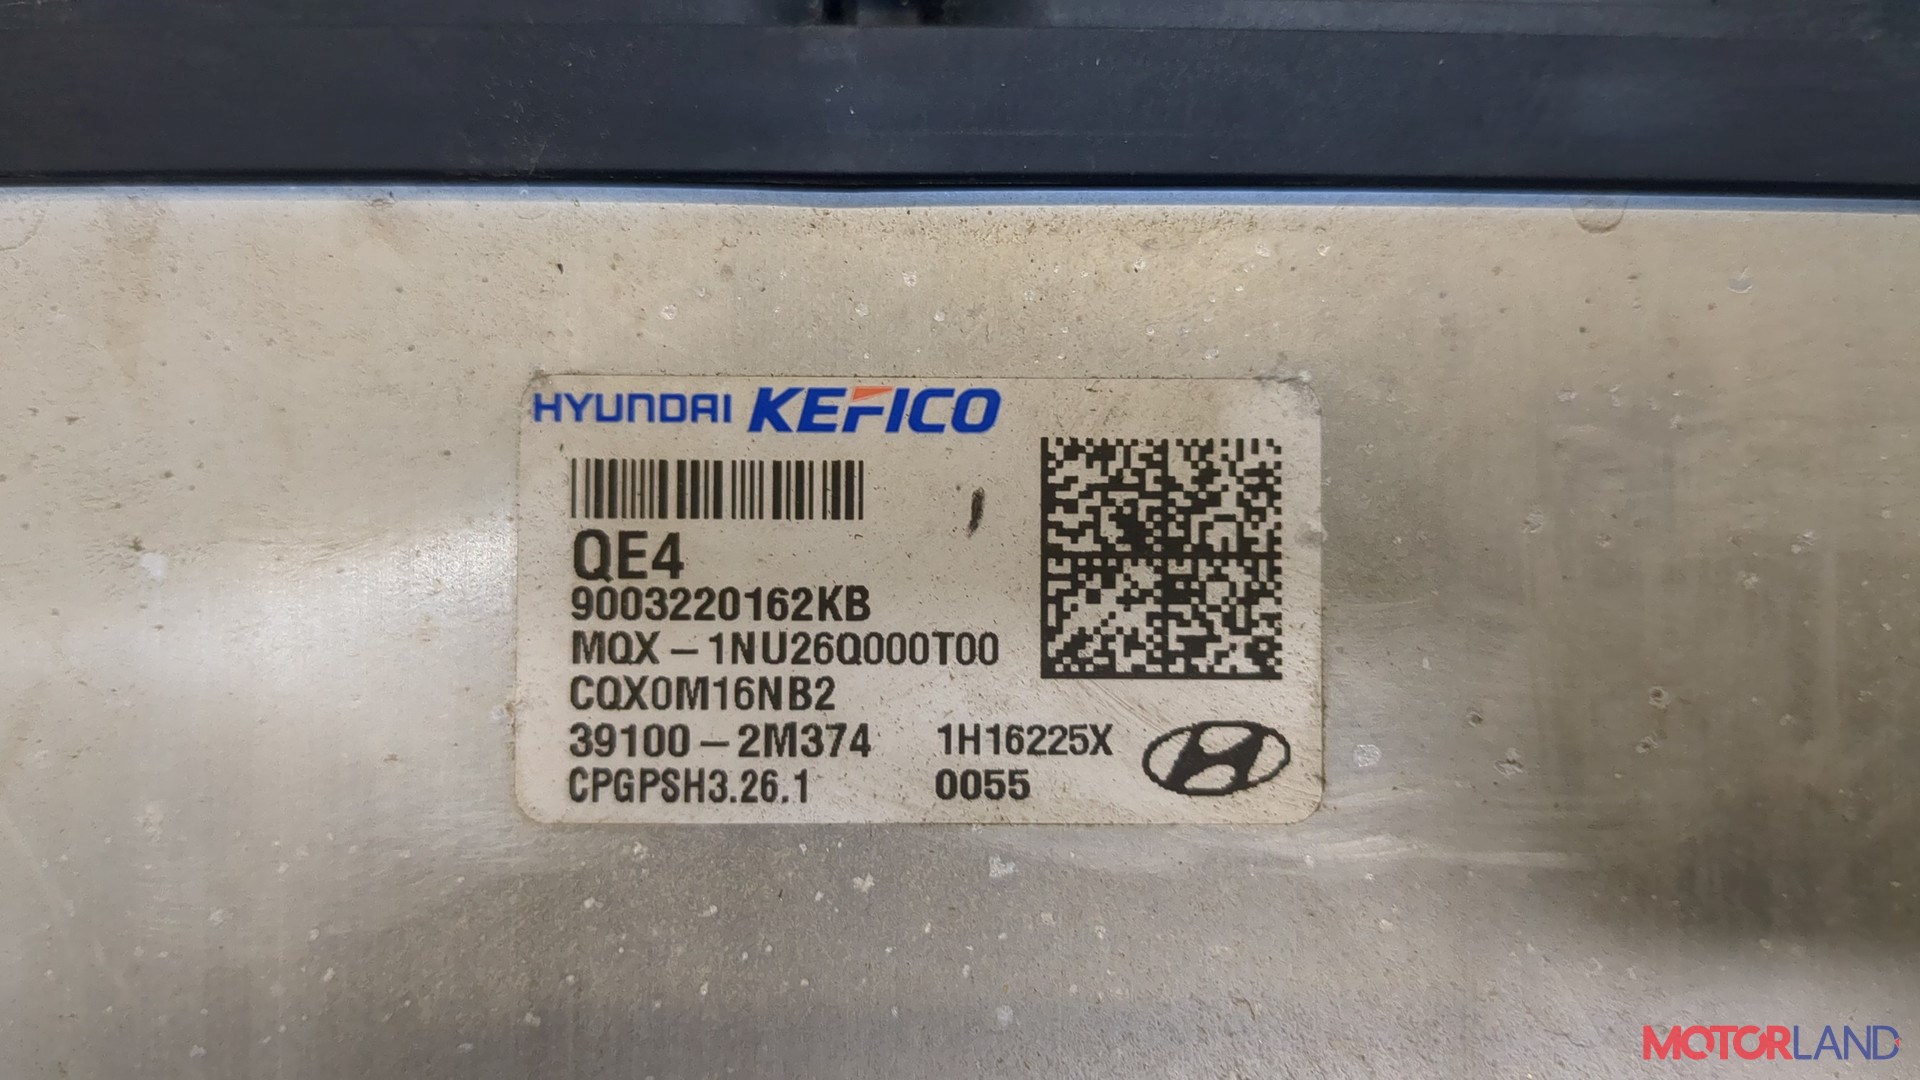 HYUNDAI KEFICO
QE4
9003220162KB
MQX-1NU26Q000T00
CQX0M16NB2
39100-2M374 1H16225X
CPGPSH3.26.1 0055
MOTORLAND